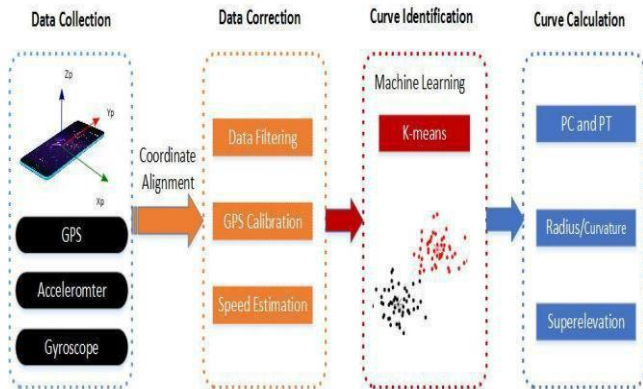 Data Collection
Data Correction
Curve Identification
Curve Calculation
Zp
Yp
Xp
GPS
Acceleromter
Gyroscope
Coordinate
Alignment
Data Filtering
GPS Calibration
Speed Estimation
Machine Learning
K-means
PC and PT
Radius/Curvature
Superelevation